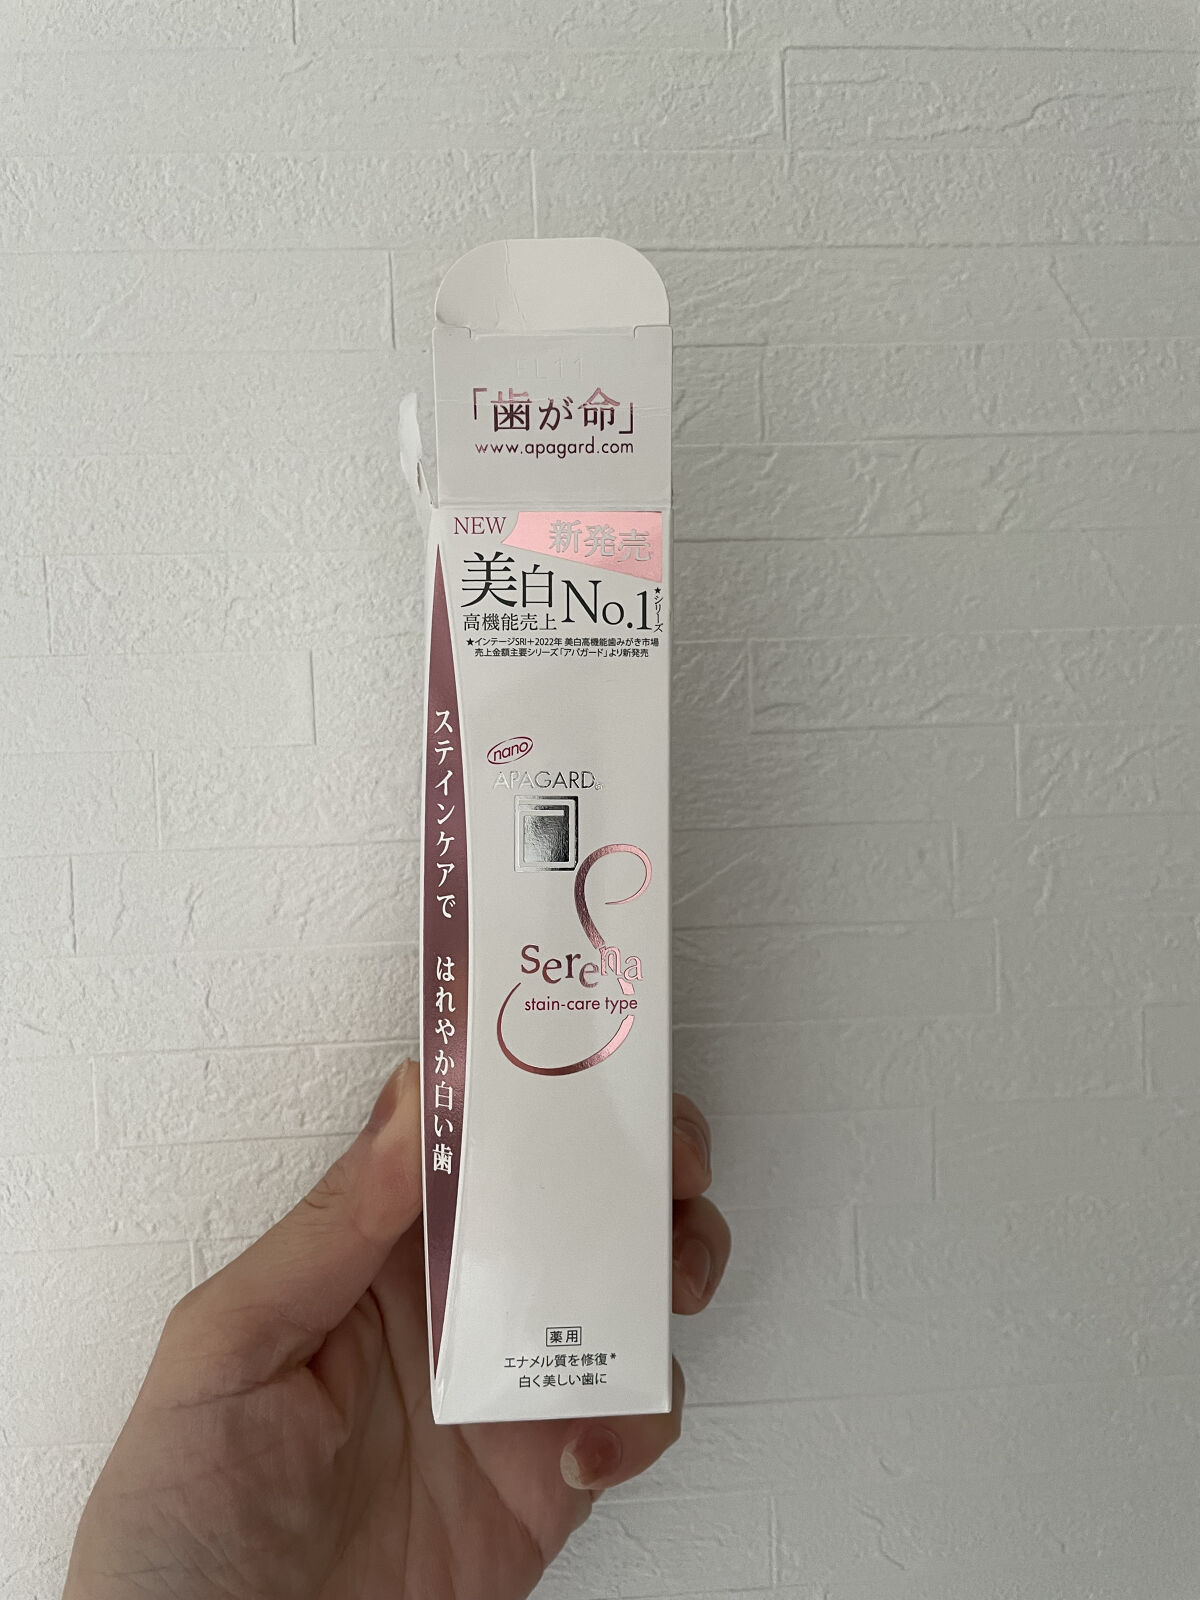 FL11
「歯が命」
www.apagard.com
NEW
新発売
美白
高機能売上
No.1
★シリーズ
★インテージSRI+2022年 美白高機能歯みがき市場
売上金額主要シリーズ「アパガード」より新発売
ステインケアで はれやか白い歯
nano
APAGARD®
Serena
stain-care type
薬用
エナメル質を修復*
白く美しい歯に